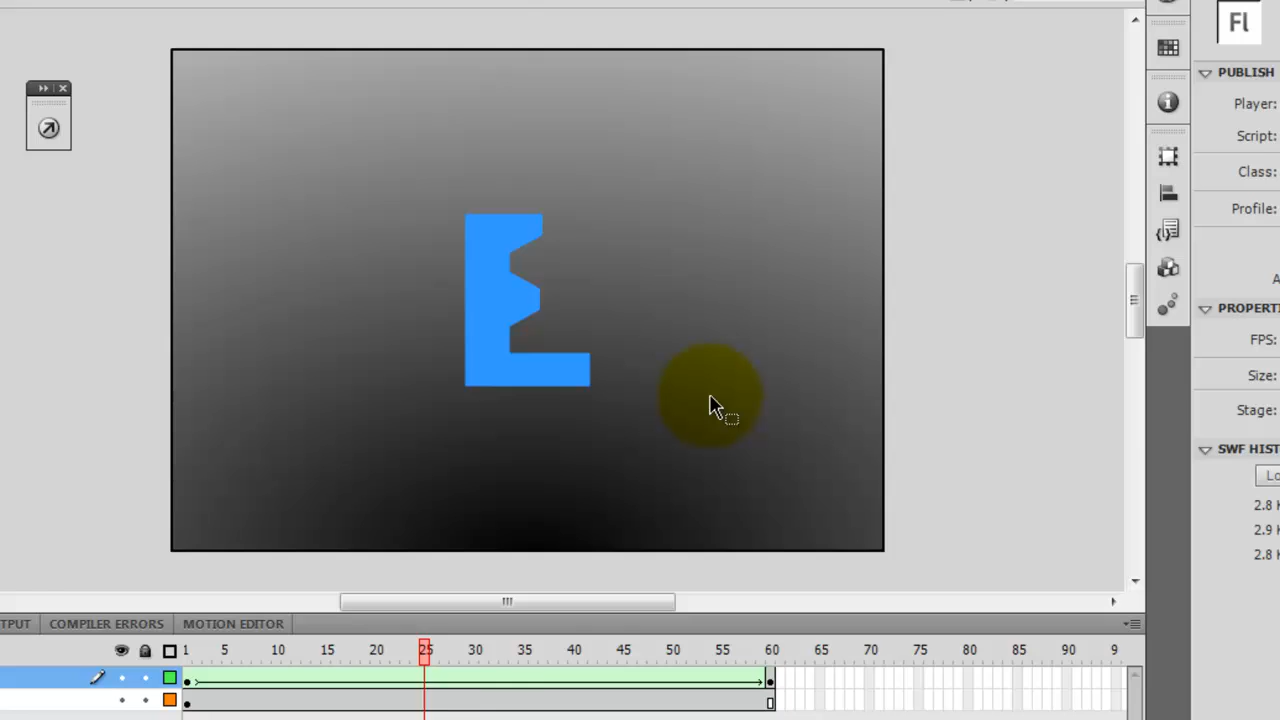 Fl
PUBLISH
Player:
Script:
Class:
Profile:
PROPERTI
FPS:
Size:
Stage:
SWF HIST
Lo
2.8 K
2.9 K
2.8 K
E
TPUT COMPILER ERRORS MOTION EDITOR
1 5 10 15 20 25 30 35 40 45 50 55 60 65 70 75 80 85 90 9